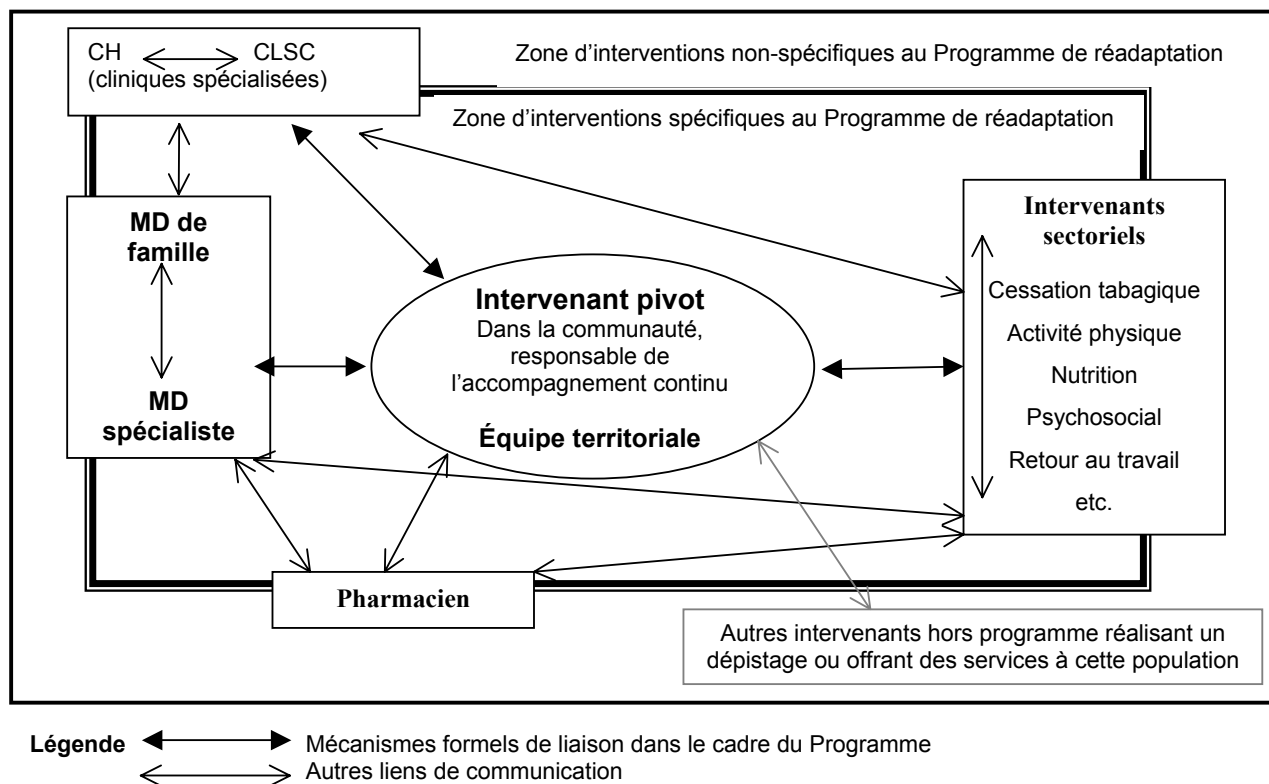 CH CLSC
(cliniques spécialisées)
Zone d’interventions non-spécifiques au Programme de réadaptation
Zone d’interventions spécifiques au Programme de réadaptation
MD de
famille
MD
spécialiste
Intervenant pivot
Dans la communauté,
responsable de
l’accompagnement continu
Équipe territoriale
Intervenants
sectoriels
Cessation tabagique
Activité physique
Nutrition
Psychosocial
Retour au travail
etc.
Pharmacien
Autres intervenants hors programme réalisant un
dépistage ou offrant des services à cette population
Légende Mécanismes formels de liaison dans le cadre du Programme
Autres liens de communication